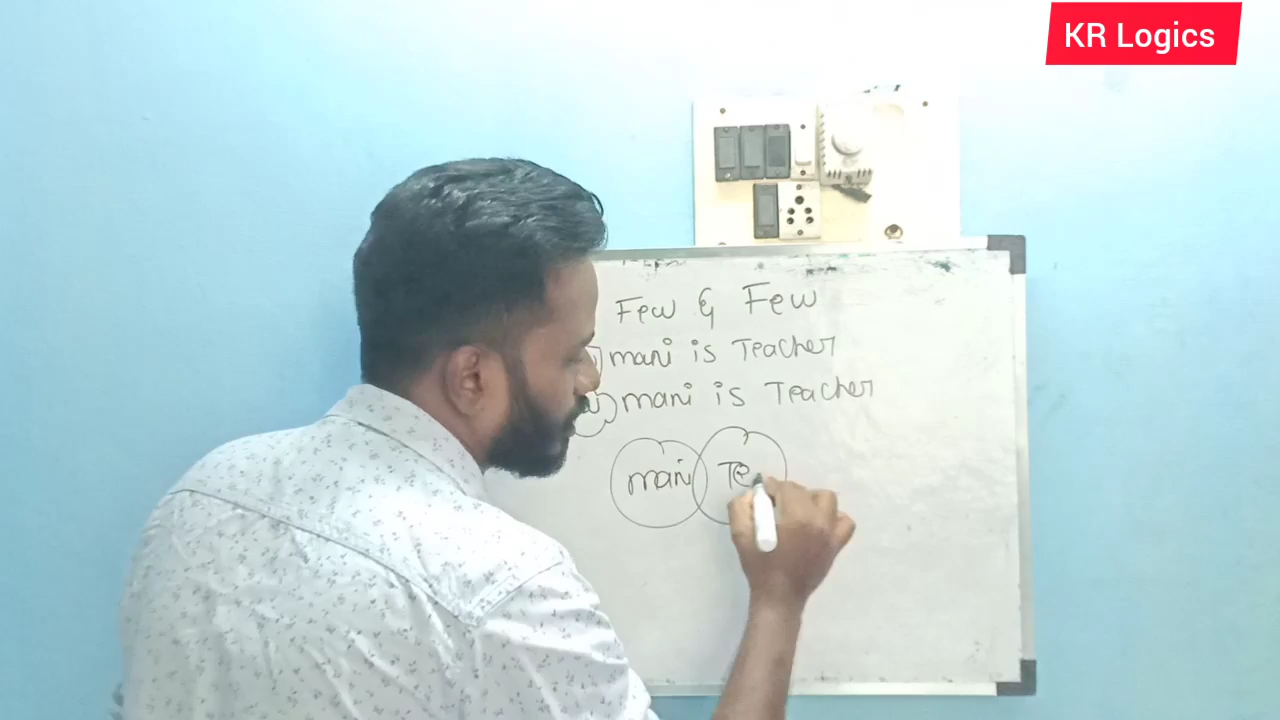 KR Logics
Few & Few
mani is Teacher
mani is Teacher
mani Te